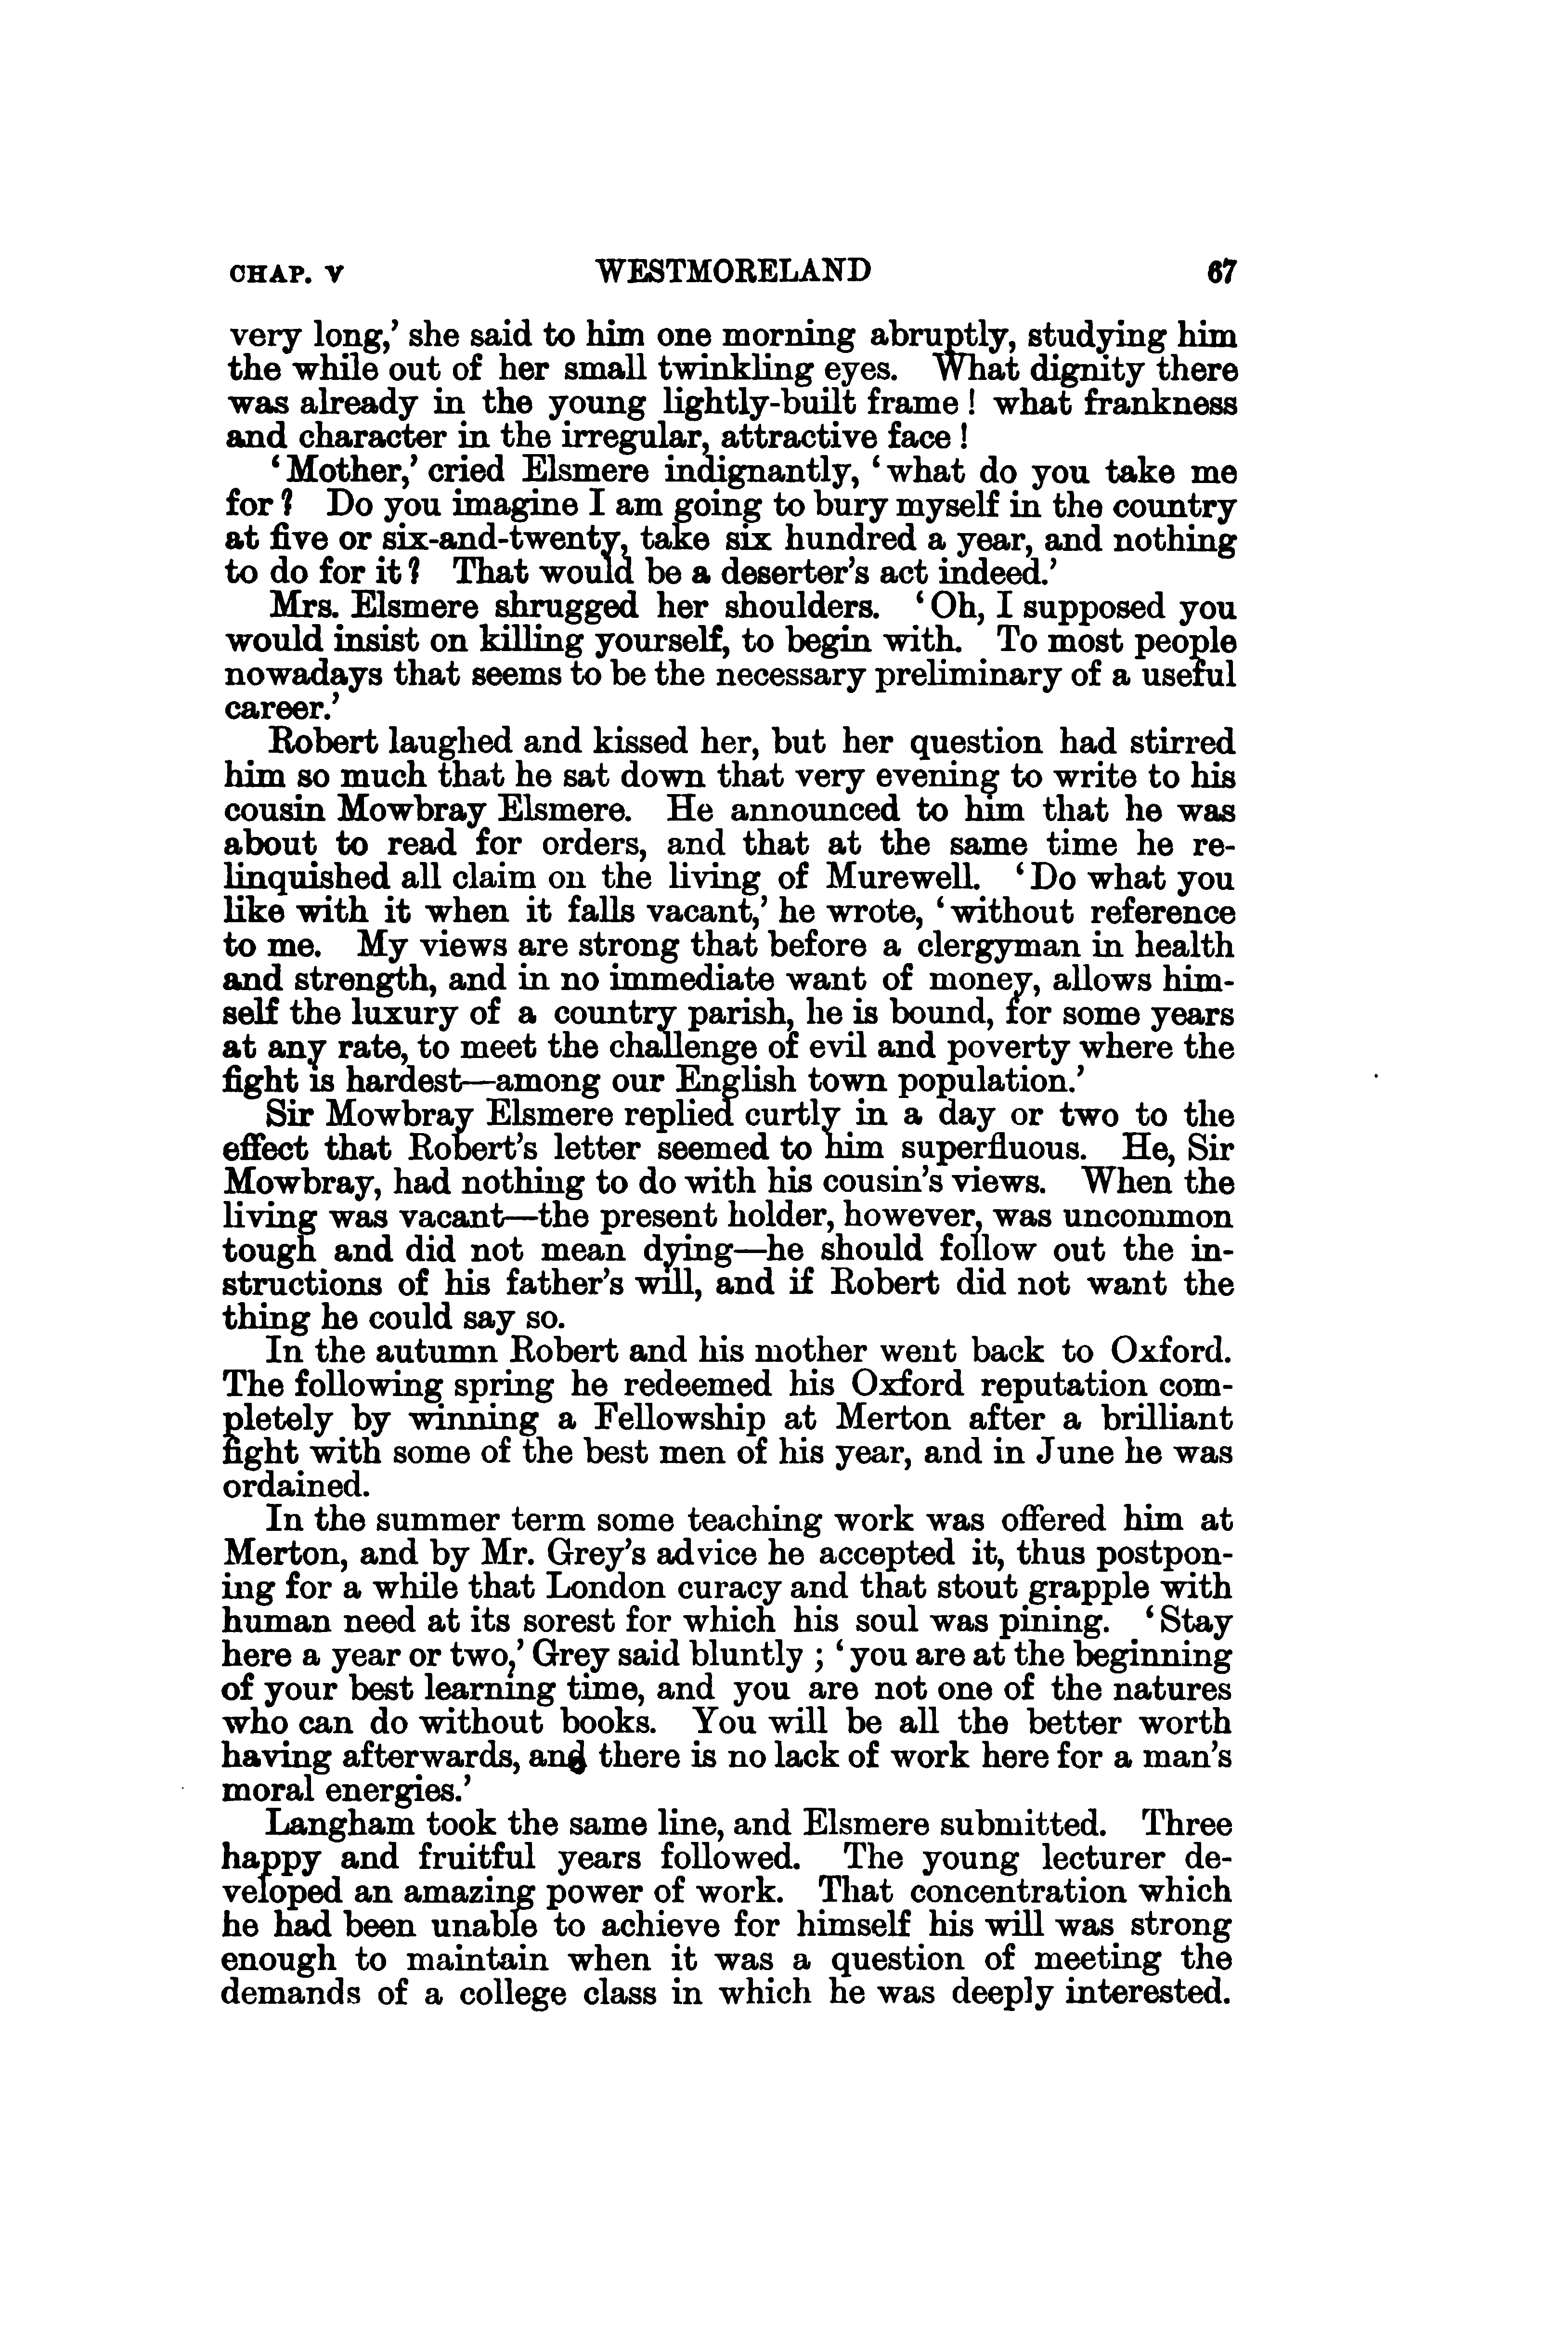 CHAP. V WESTMORELAND 67
very long,’ she said to him one morning abruptly, studying him
the while out of her small twinkling eyes. What dignity there
was already in the young lightly-built frame! what frankness
and character in the irregular, attractive face!
‘Mother,’ cried Elsmere indignantly, ‘what do you take me
for? Do you imagine I am going to bury myself in the country
at five or six-and-twenty, take six hundred a year, and nothing
to do for it? That would be a deserter’s act indeed.’
Mrs. Elsmere shrugged her shoulders. ‘Oh, I supposed you
would insist on killing yourself, to begin with. To most people
nowadays that seems to be the necessary preliminary of a useful
career.’
Robert laughed and kissed her, but her question had stirred
him so much that he sat down that very evening to write to his
cousin Mowbray Elsmere. He announced to him that he was
about to read for orders, and that at the same time he re-
linquished all claim on the living of Murewell. ‘Do what you
like with it when it falls vacant,’ he wrote, ‘without reference
to me. My views are strong that before a clergyman in health
and strength, and in no immediate want of money, allows him-
self the luxury of a country parish, he is bound, for some years
at any rate, to meet the challenge of evil and poverty where the
fight is hardest—among our English town population.’
Sir Mowbray Elsmere replied curtly in a day or two to the
effect that Robert’s letter seemed to him superfluous. He, Sir
Mowbray, had nothing to do with his cousin’s views. When the
living was vacant—the present holder, however, was uncommon
tough and did not mean dying—he should follow out the in-
structions of his father’s will, and if Robert did not want the
thing he could say so.
In the autumn Robert and his mother went back to Oxford.
The following spring he redeemed his Oxford reputation com-
pletely by winning a Fellowship at Merton after a brilliant
fight with some of the best men of his year, and in June he was
ordained.
In the summer term some teaching work was offered him at
Merton, and by Mr. Grey’s advice he accepted it, thus postpon-
ing for a while that London curacy and that stout grapple with
human need at its sorest for which his soul was pining. ‘Stay
here a year or two,’ Grey said bluntly; ‘you are at the beginning
of your best learning time, and you are not one of the natures
who can do without books. You will be all the better worth
having afterwards, and there is no lack of work here for a man’s
moral energies.’
Langham took the same line, and Elsmere submitted. Three
happy and fruitful years followed. The young lecturer de-
veloped an amazing power of work. That concentration which
he had been unable to achieve for himself his will was strong
enough to maintain when it was a question of meeting the
demands of a college class in which he was deeply interested.